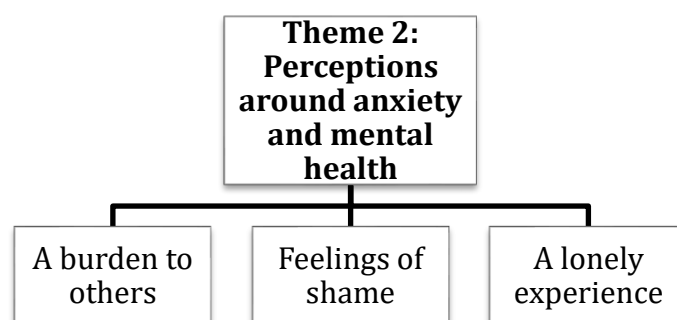 Theme 2:
Perceptions
around anxiety
and mental
health
A burden to
others
Feelings of
shame
A lonely
experience